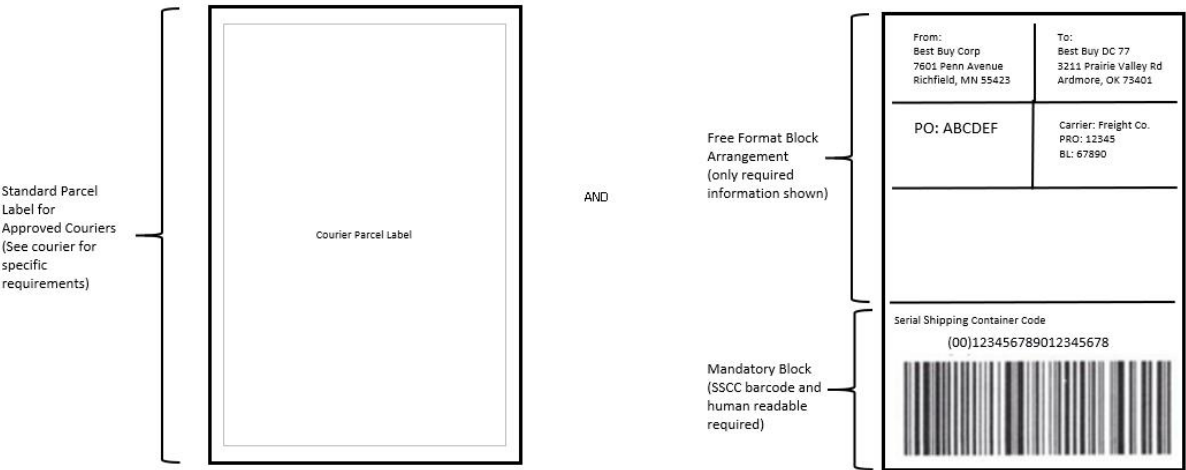 Standard Parcel
Label for
Approved Couriers
(See courier for
specific
requirements)
Courier Parcel Label
AND
Free Format Block
Arrangement
(only required
information shown)
From:
Best Buy Corp
7601 Penn Avenue
Richfield, MN 55423
To:
Best Buy DC 77
3211 Prairie Valley Rd
Ardmore, OK 73401
PO: ABCDEF
Carrier: Freight Co.
PRO: 12345
BL: 67890
Mandatory Block
(SSCC barcode and
human readable
required)
Serial Shipping Container Code
(00)123456789012345678